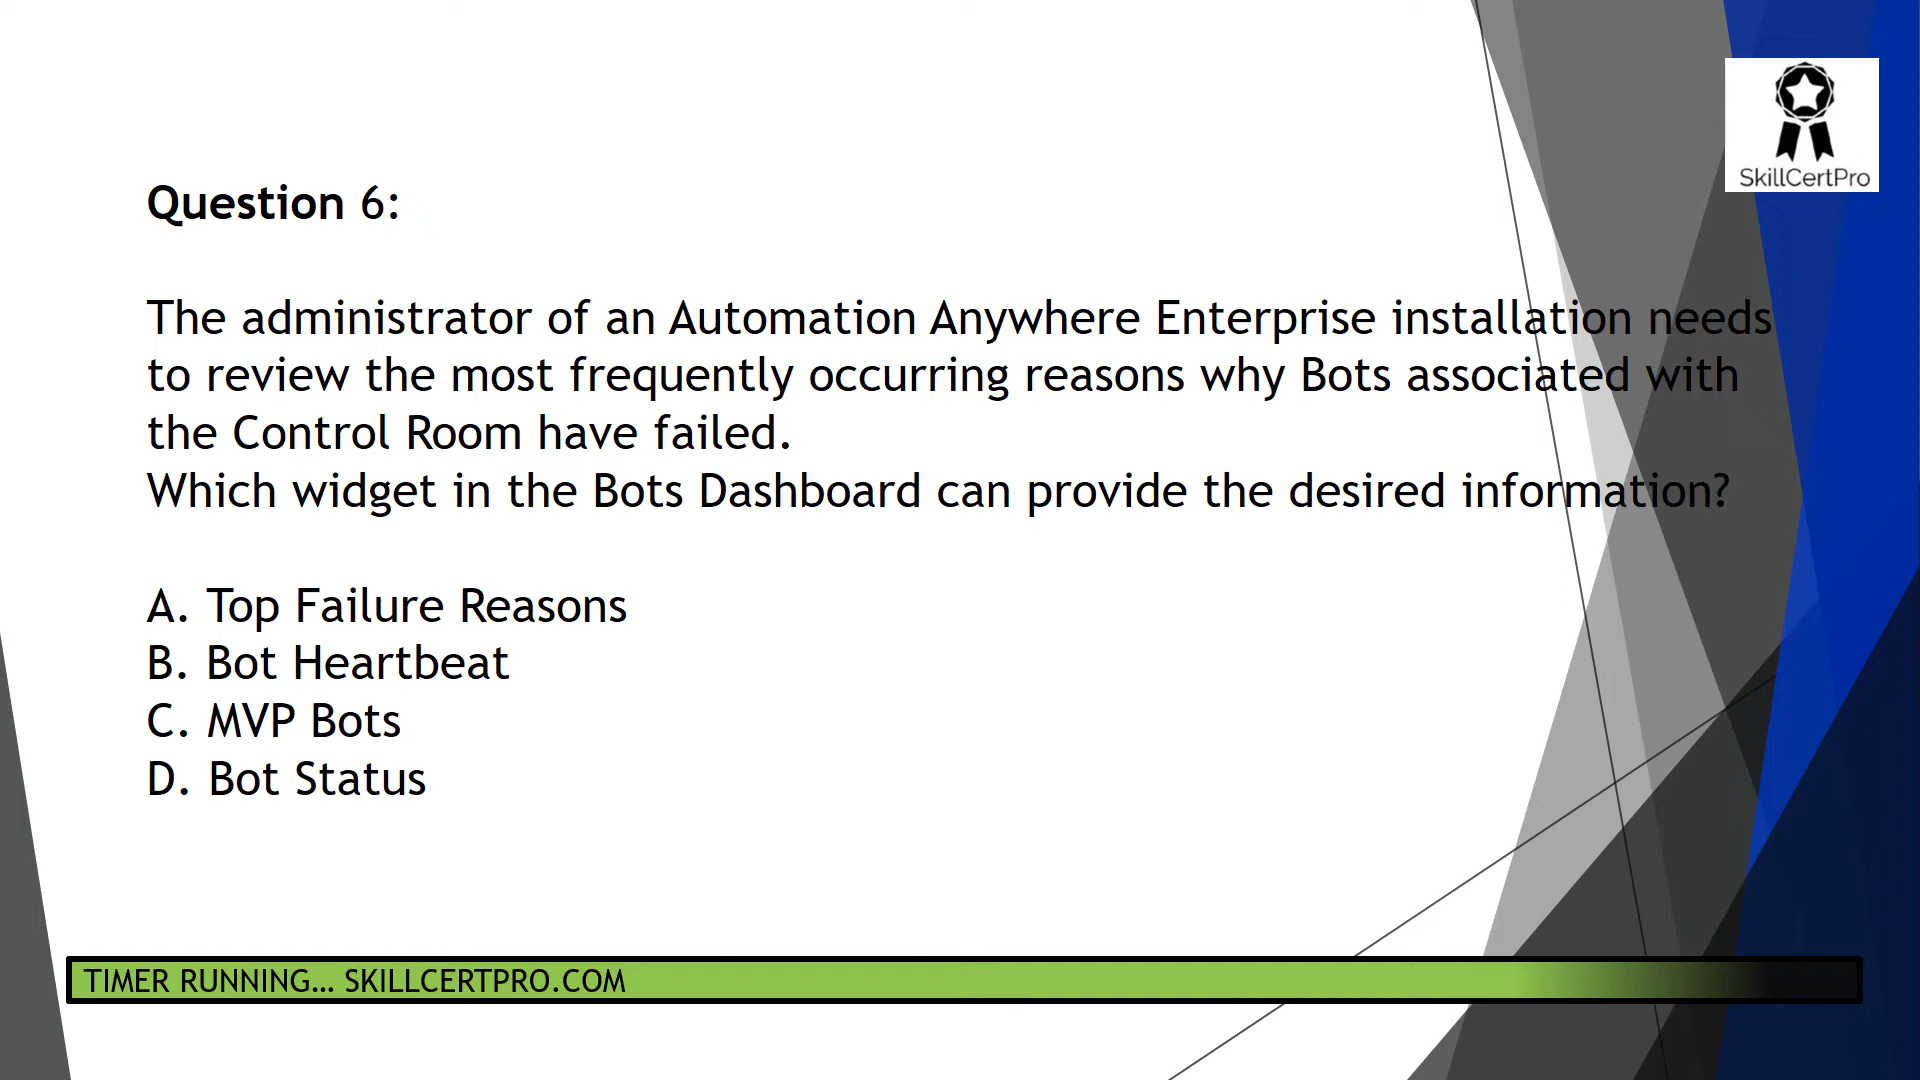 SkillCertPro
Question 6:
The administrator of an Automation Anywhere Enterprise installation needs
to review the most frequently occurring reasons why Bots associated with
the Control Room have failed.
Which widget in the Bots Dashboard can provide the desired information?
A. Top Failure Reasons
B. Bot Heartbeat
C. MVP Bots
D. Bot Status
TIMER RUNNING... SKILLCERTPRO.COM